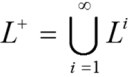 L⁺ = ⋃_{i=1}^{∞} Lⁱ